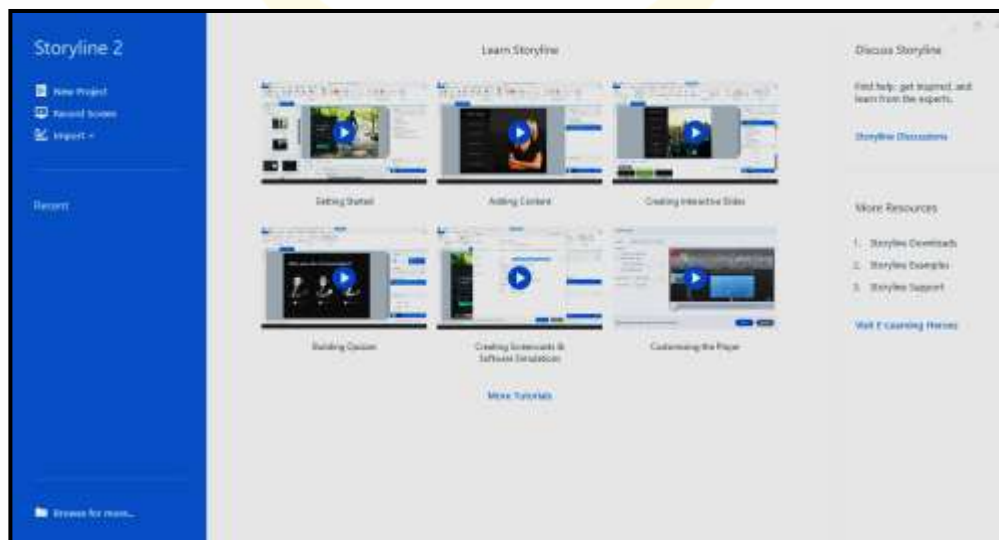 Storyline 2
New Project
Record Screen
Import
Recent
Browse for more...
Learn Storyline
Getting Started
Adding Content
Creating Interactive Slides
Building Quizzes
Creating Screencasts &
Software Simulations
Customizing the Player
More Tutorials
Discuss Storyline
Find help, get inspired, and
learn from the experts.
Storyline Discussions
More Resources
1. Storyline Downloads
2. Storyline Examples
3. Storyline Support
Visit E-Learning Heroes